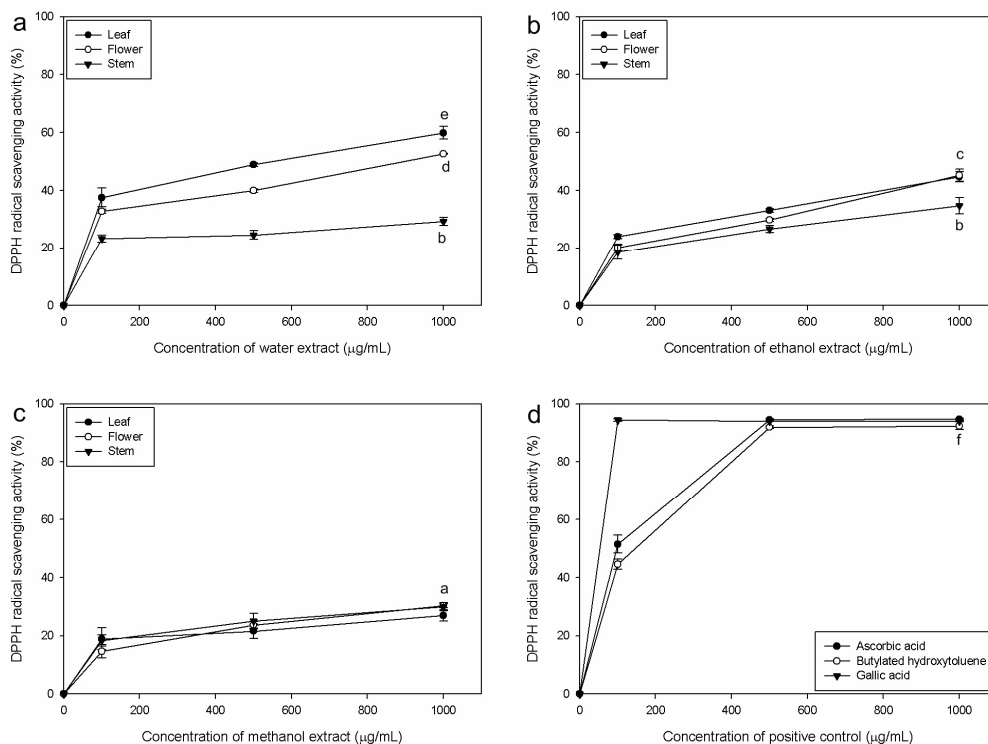 a
Leaf
Flower
Stem
DPPH radical scavenging activity (%)
100
80
60
40
20
0
e
d
b
0 200 400 600 800 1000
Concentration of water extract (μg/mL)
b
Leaf
Flower
Stem
DPPH radical scavenging activity (%)
100
80
60
40
20
0
c
b
0 200 400 600 800 1000
Concentration of ethanol extract (μg/mL)
c
Leaf
Flower
Stem
DPPH radical scavenging activity (%)
100
80
60
40
20
0
a
0 200 400 600 800 1000
Concentration of methanol extract (μg/mL)
d
DPPH radical scavenging activity (%)
100
80
60
40
20
0
f
Ascorbic acid
Butylated hydroxytoluene
Gallic acid
0 200 400 600 800 1000
Concentration of positive control (μg/mL)